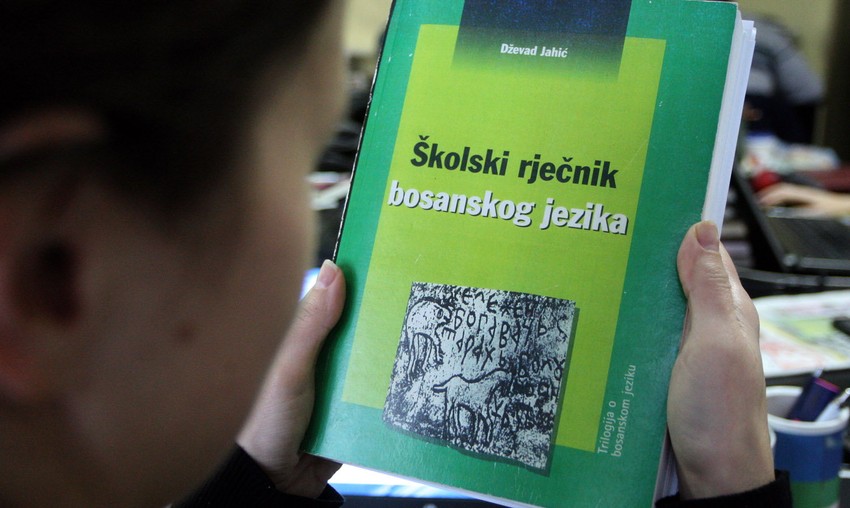 Dževad Jahić
Školski rječnik
bosanskog jezika
Trilogija o
bosanskom jeziku